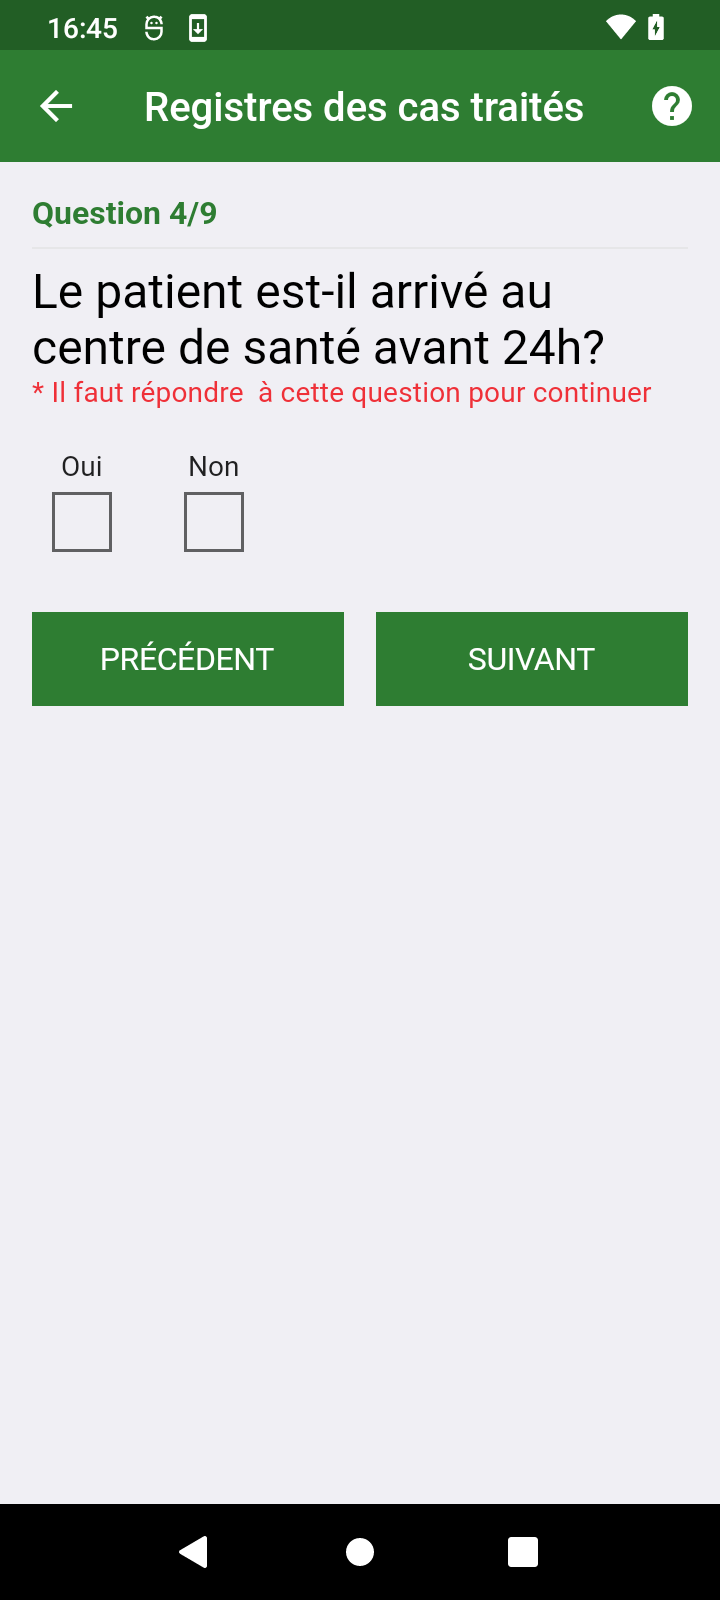 16:45
Registres des cas traités
Question 4/9
Le patient est-il arrivé au
centre de santé avant 24h?
* Il faut répondre  à cette question pour continuer
Oui Non
PRÉCÉDENT SUIVANT